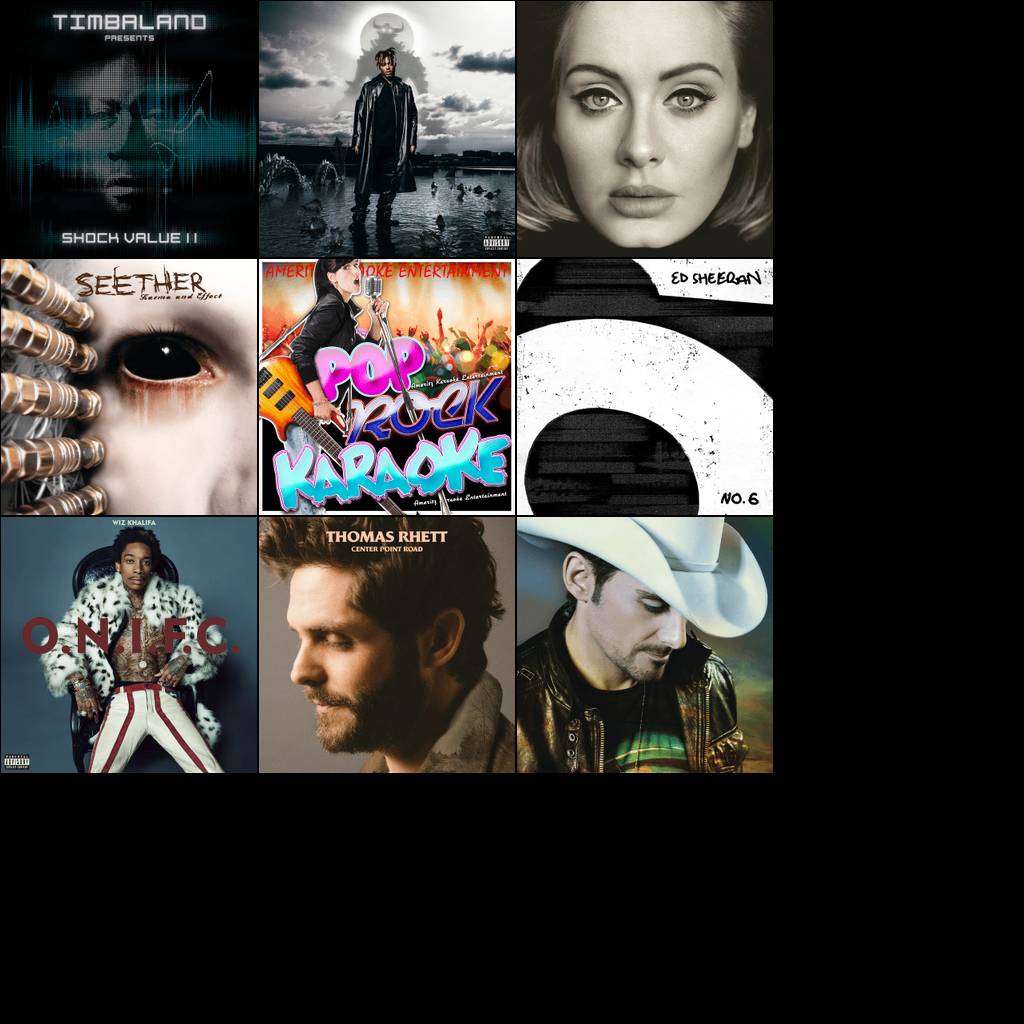 TIMBALAND
PRESENTS
SHOCK VALUE II
PARENTAL
ADVISORY
EXPLICIT CONTENT
SEETHER
Karma and Effect
AMERI OKE ENTERTAINMENT
POP
Ameritz Karaoke Entertainment
ROCK
KARAOKE
Ameritz raoke Entertainment
ED SHEERAN
NO. 6
WIZ KHALIFA
O.N.I.F.C.
PARENTAL
ADVISORY
EXPLICIT CONTENT
THOMAS RHETT
CENTER POINT ROAD